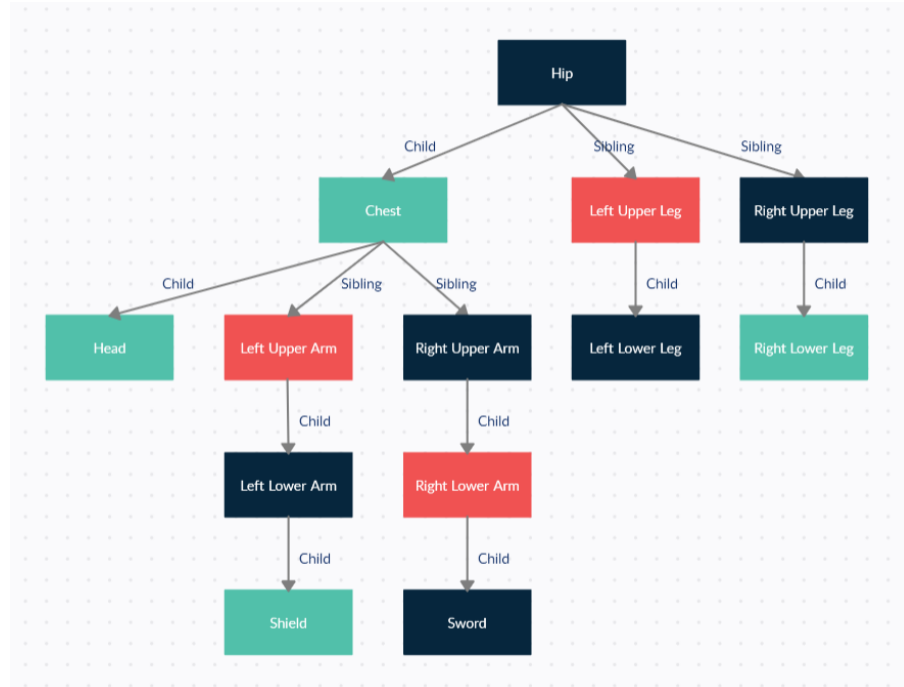 Hip
Child
Sibling
Sibling
Chest
Left Upper Leg
Right Upper Leg
Child
Sibling
Sibling
Child
Child
Head
Left Upper Arm
Right Upper Arm
Left Lower Leg
Right Lower Leg
Child
Child
Left Lower Arm
Right Lower Arm
Child
Child
Shield
Sword